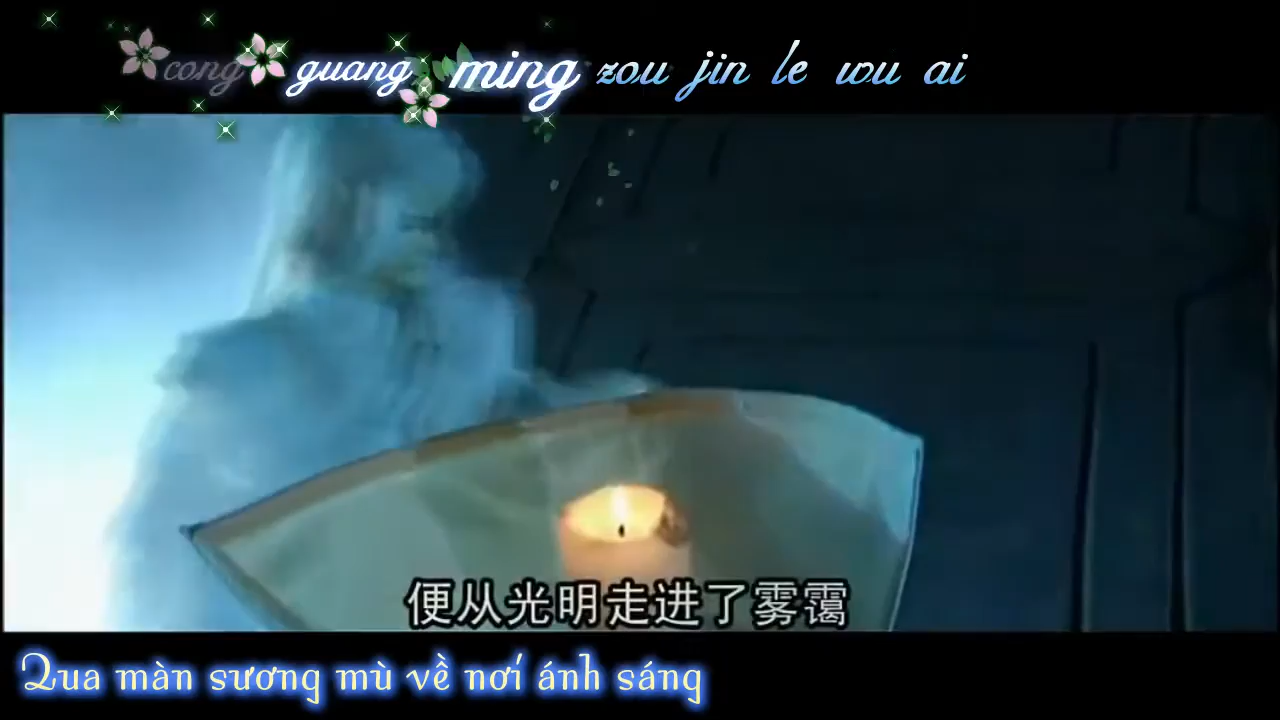 cong guang ming zou jin le wu ai
便从光明走进了雾霭
Qua màn sương mù về nơi ánh sáng